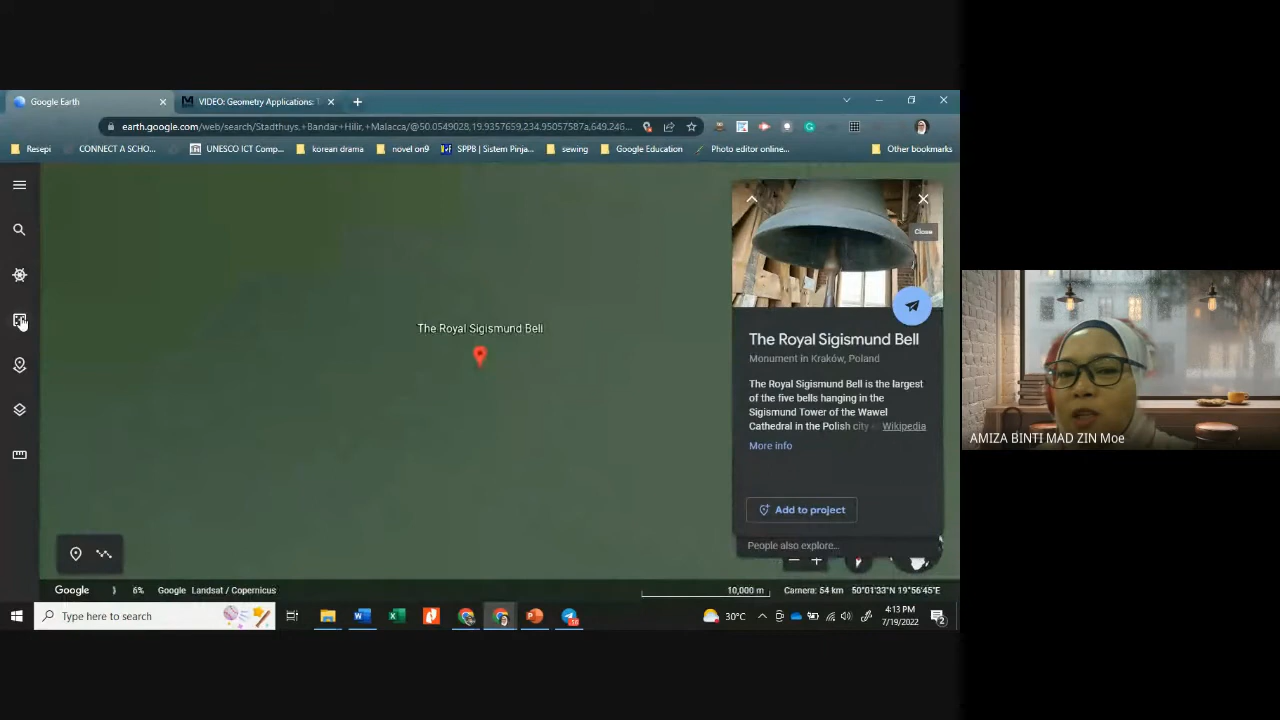 Google Earth
VIDEO: Geometry Applications: T
earth.google.com/web/search/Stadthuys,+Bandar+Hilir,+Malacca/@50.0549028,19.9357659,234.95057587a,649.246...
Resepi
CONNECT A SCHO...
UNESCO ICT Comp...
korean drama
novel on9
SPPB | Sistem Pinja...
sewing
Google Education
Photo editor online...
Other bookmarks
Close
The Royal Sigismund Bell
The Royal Sigismund Bell
Monument in Kraków, Poland
The Royal Sigismund Bell is the largest
of the five bells hanging in the
Sigismund Tower of the Wawel
Cathedral in the Polish city Wikipedia
More info
Add to project
People also explore...
AMIZA BINTI MAD ZIN Moe
Google 6% Google Landsat / Copernicus 10,000 m Camera: 54 km 50°01'33"N 19°56'45"E
Type here to search
30°C
4:13 PM
7/19/2022
2